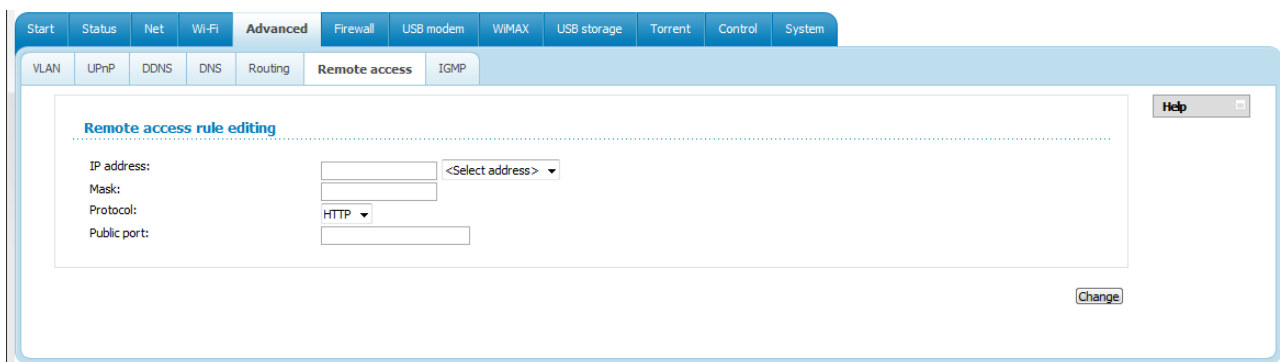 Start Status Net Wi-Fi Advanced Firewall USB modem WiMAX USB storage Torrent Control System
VLAN UPnP DDNS DNS Routing Remote access IGMP
Help
Remote access rule editing
IP address: <Select address>
Mask:
Protocol: HTTP
Public port:
Change